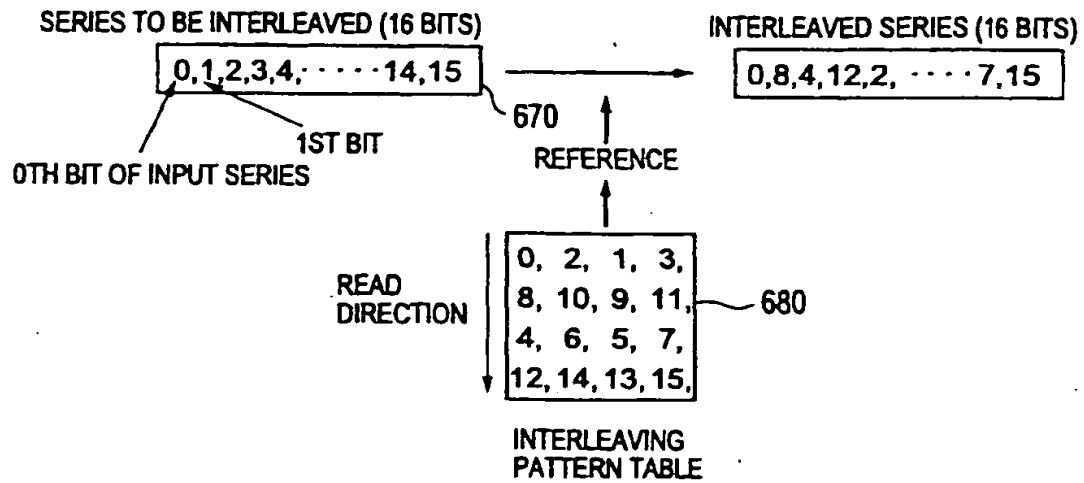 SERIES TO BE INTERLEAVED (16 BITS)
0,1,2,3,4,·····14,15
670
1ST BIT
0TH BIT OF INPUT SERIES
INTERLEAVED SERIES (16 BITS)
0,8,4,12,2, ····7,15
REFERENCE
READ
DIRECTION
0, 2, 1, 3,
8, 10, 9, 11,
4, 6, 5, 7,
12, 14, 13, 15,
680
INTERLEAVING
PATTERN TABLE